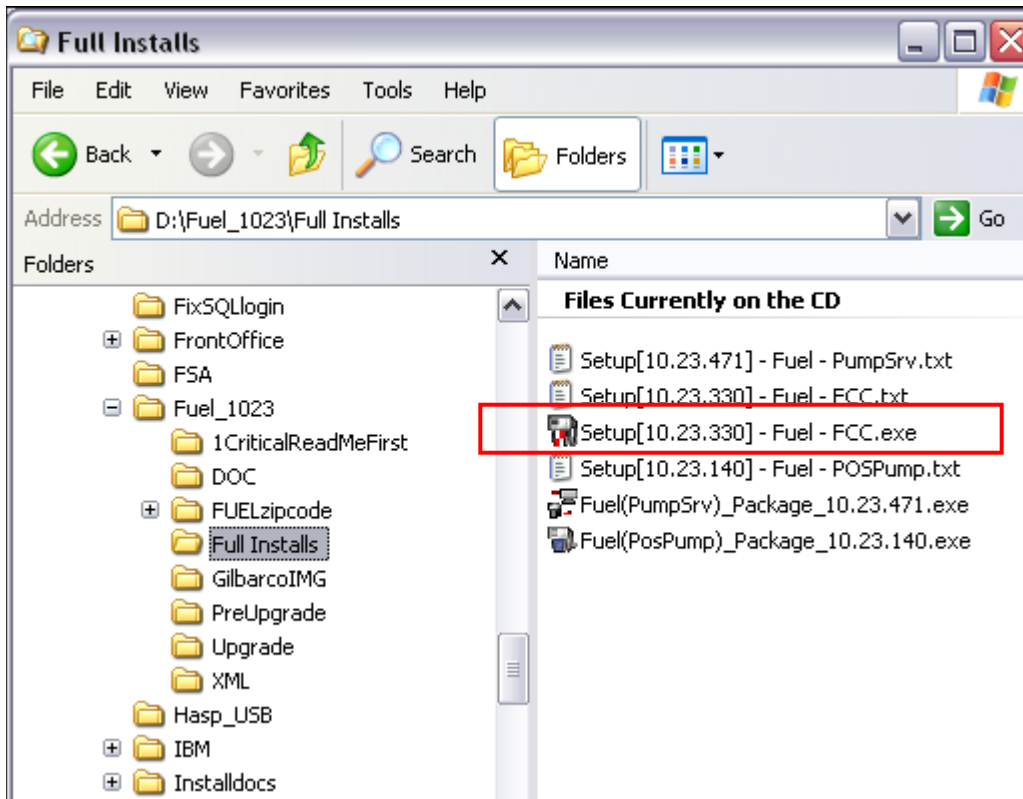 Full Installs
File Edit View Favorites Tools Help
Back Search Folders
Address D:\Fuel_1023\Full Installs Go
Folders
FixSQLlogin
FrontOffice
FSA
Fuel_1023
1CriticalReadMeFirst
DOC
FUELzipcode
Full Installs
GilbarcoIMG
PreUpgrade
Upgrade
XML
Hasp_USB
IBM
Installdocs
Name
Files Currently on the CD
Setup[10.23.471] - Fuel - PumpSrv.txt
Setup[10.23.330] - Fuel - FCC.txt
Setup[10.23.330] - Fuel - FCC.exe
Setup[10.23.140] - Fuel - POSPump.txt
Fuel(PumpSrv)_Package_10.23.471.exe
Fuel(PosPump)_Package_10.23.140.exe